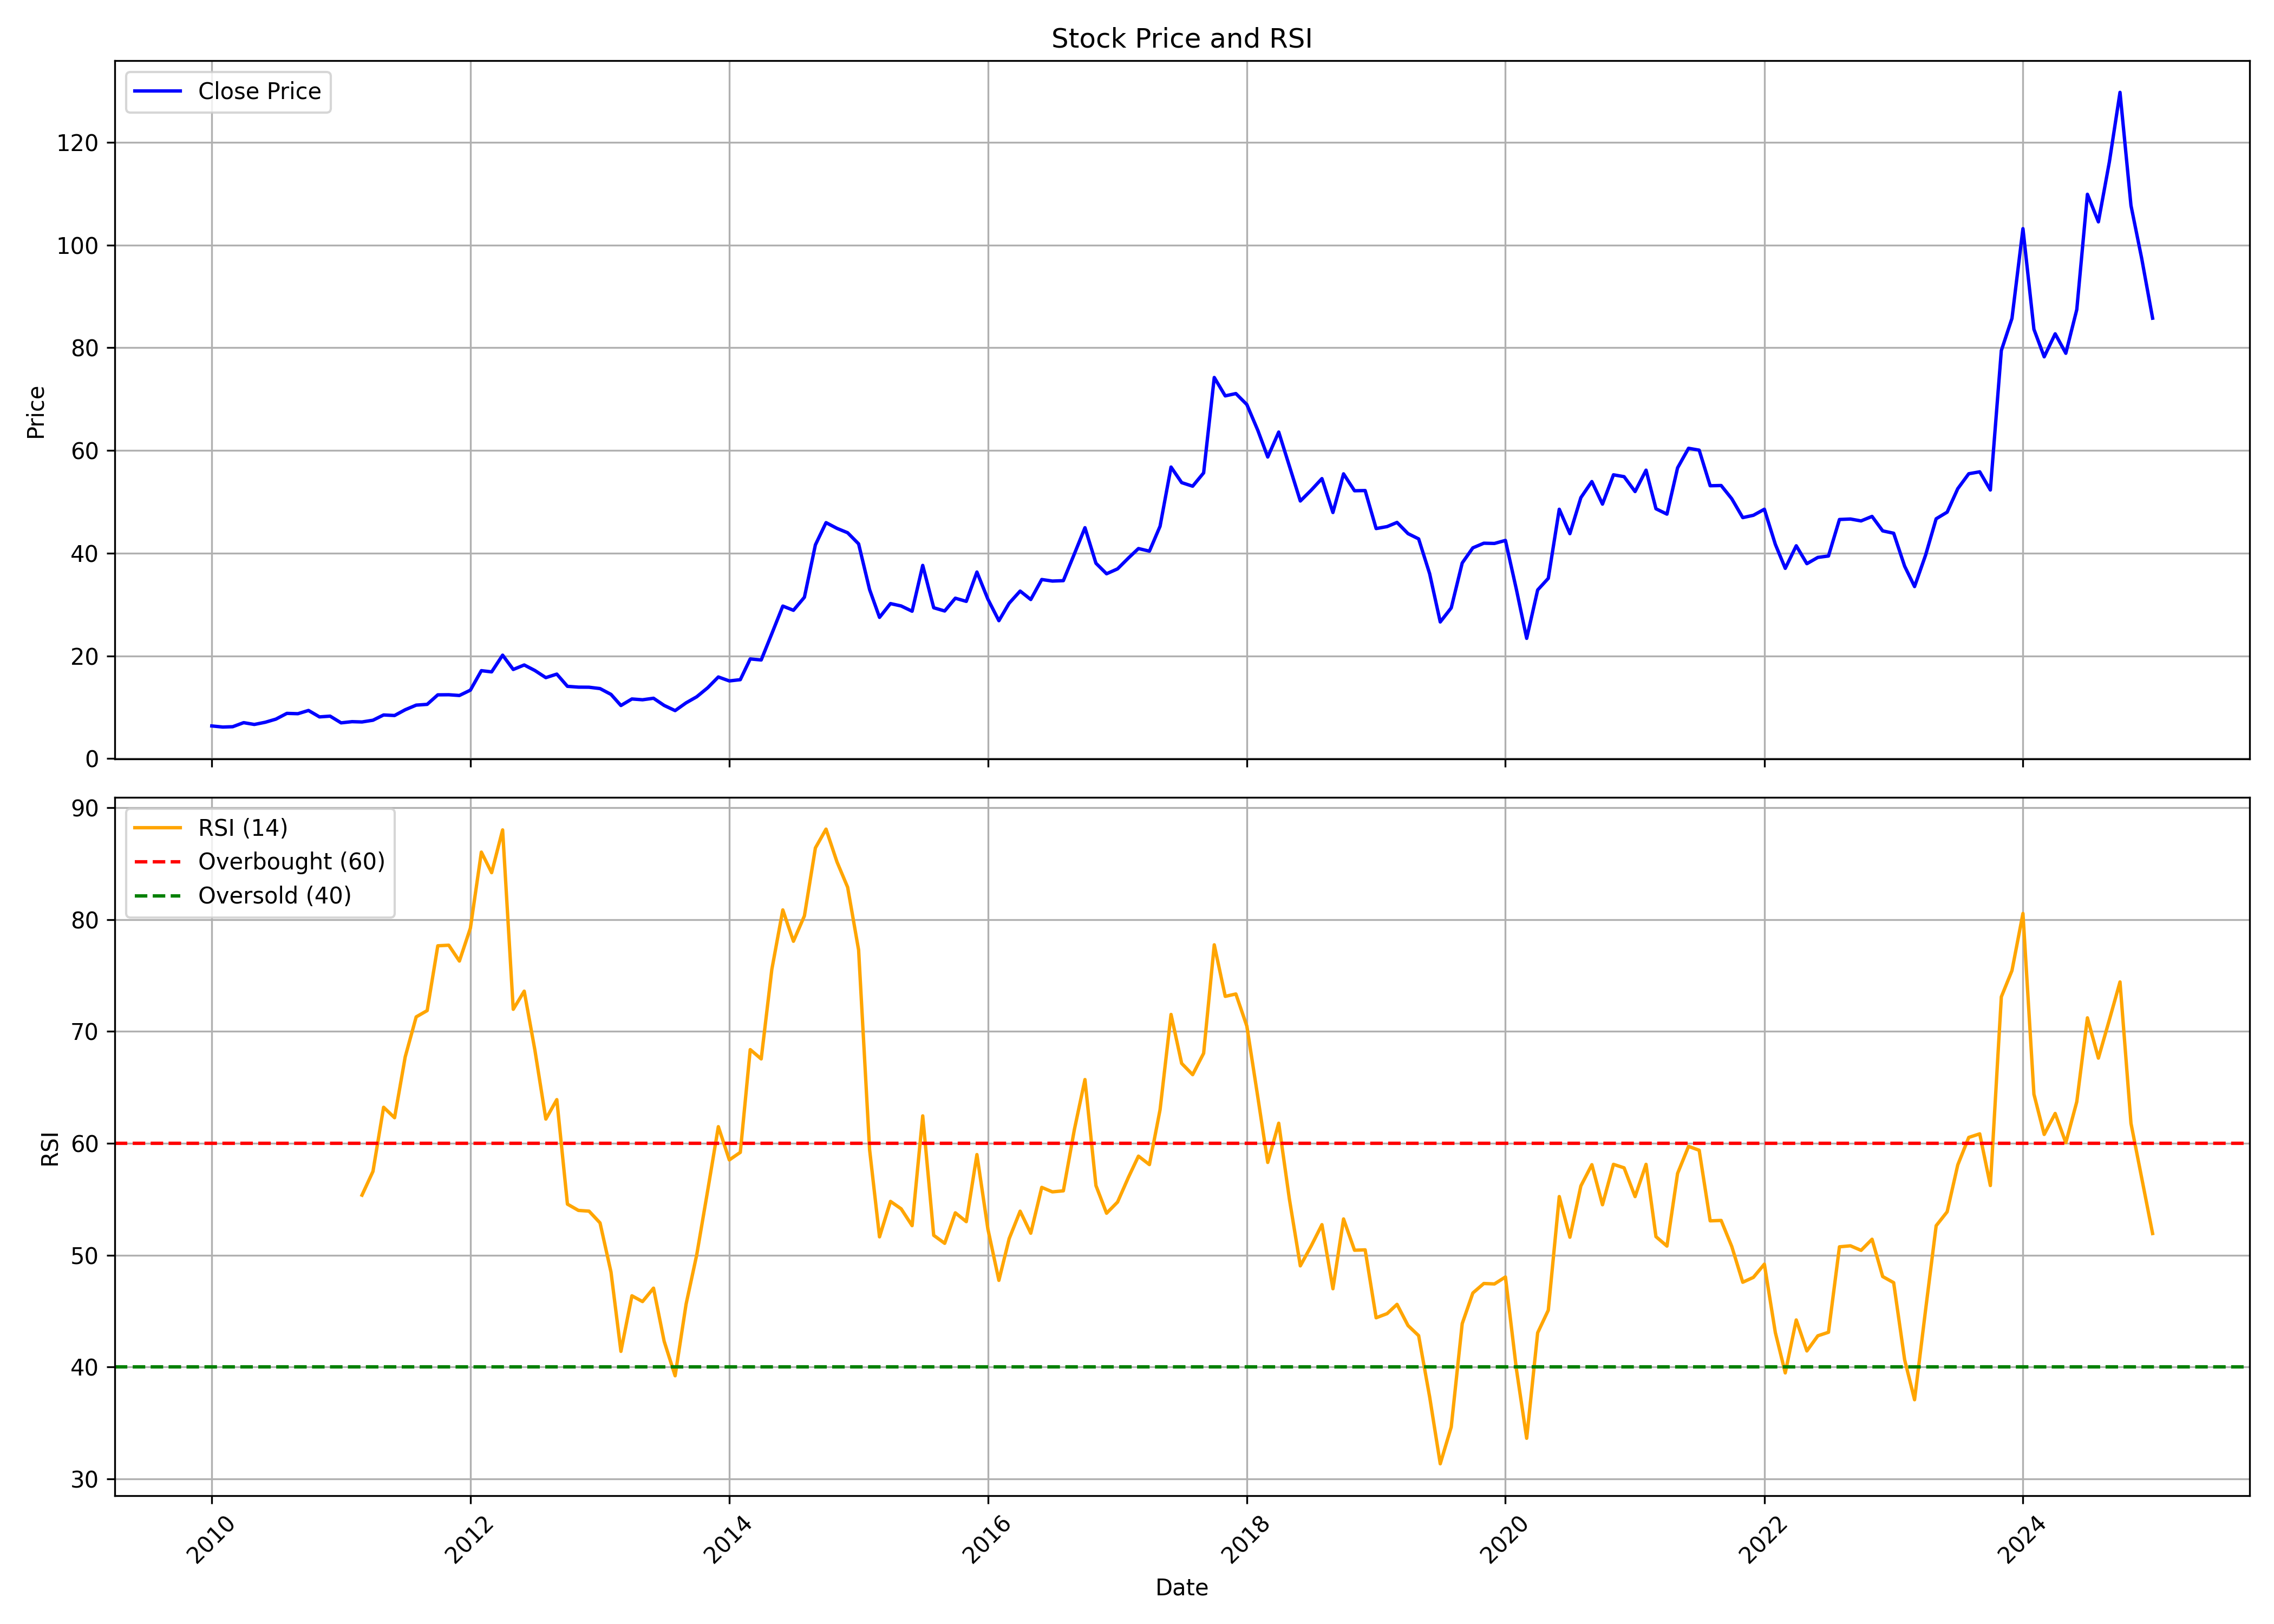 Stock Price and RSI
Close Price
120
100
80
60
40
20
0
Price
90
80
70
60
50
40
30
RSI
RSI (14)
Overbought (60)
Oversold (40)
2010 2012 2014 2016 2018 2020 2022 2024
Date